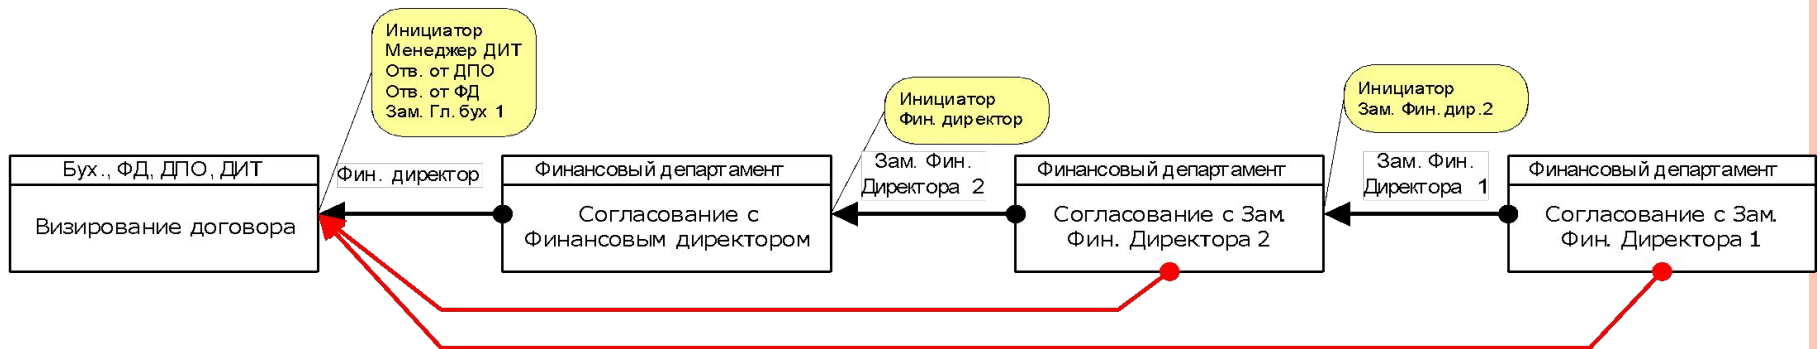 Инициатор
Менеджер ДИТ
Отв. от ДПО
Отв. от ФД
Зам. Гл. бух 1
Инициатор
Фин. директор
Инициатор
Зам. Фин. дир.2
Бух., ФД, ДПО, ДИТ
Визирование договора
Фин. директор
Финансовый департамент
Согласование с
Финансовым директором
Зам. Фин.
Директора 2
Финансовый департамент
Согласование с Зам.
Фин. Директора 2
Зам. Фин.
Директора 1
Финансовый департамент
Согласование с Зам.
Фин. Директора 1